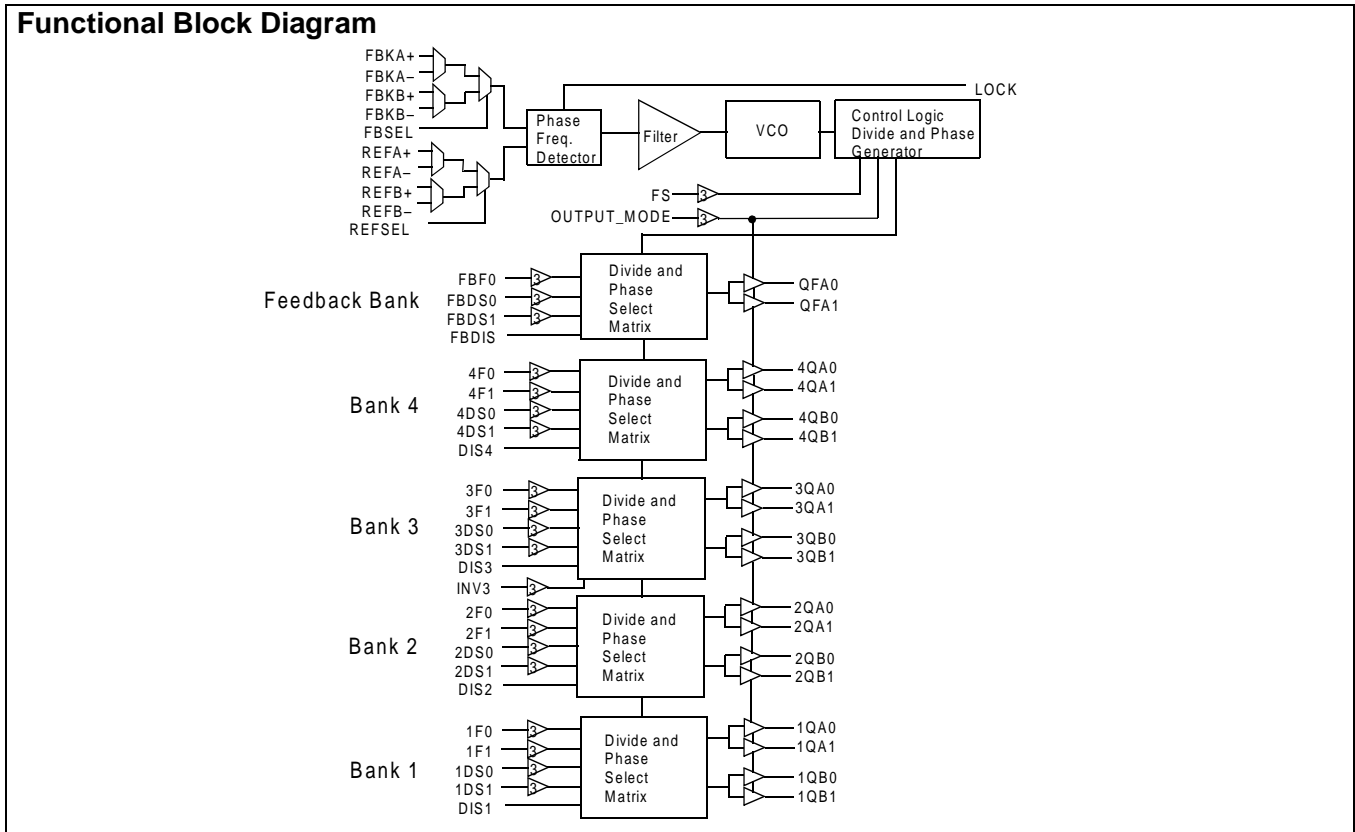 Functional Block Diagram
FBKA+
FBKA–
FBKB+
FBKB–
FBSEL
REFA+
REFA–
REFB+
REFB–
REFSEL
LOCK
Phase
Freq.
Detector
Filter
VCO
Control Logic
Divide and Phase
Generator
FS
3
OUTPUT_MODE
3
Feedback Bank
FBF0
3
FBDS0
3
FBDS1
3
FBDIS
Divide and
Phase
Select
Matrix
QFA0
QFA1
Bank 4
4F0
3
4F1
3
4DS0
3
4DS1
3
DIS4
Divide and
Phase
Select
Matrix
4QA0
4QA1
4QB0
4QB1
Bank 3
3F0
3
3F1
3
3DS0
3
3DS1
3
DIS3
INV3
3
Divide and
Phase
Select
Matrix
3QA0
3QA1
3QB0
3QB1
Bank 2
2F0
3
2F1
3
2DS0
3
2DS1
3
DIS2
Divide and
Phase
Select
Matrix
2QA0
2QA1
2QB0
2QB1
Bank 1
1F0
3
1F1
3
1DS0
3
1DS1
3
DIS1
Divide and
Phase
Select
Matrix
1QA0
1QA1
1QB0
1QB1